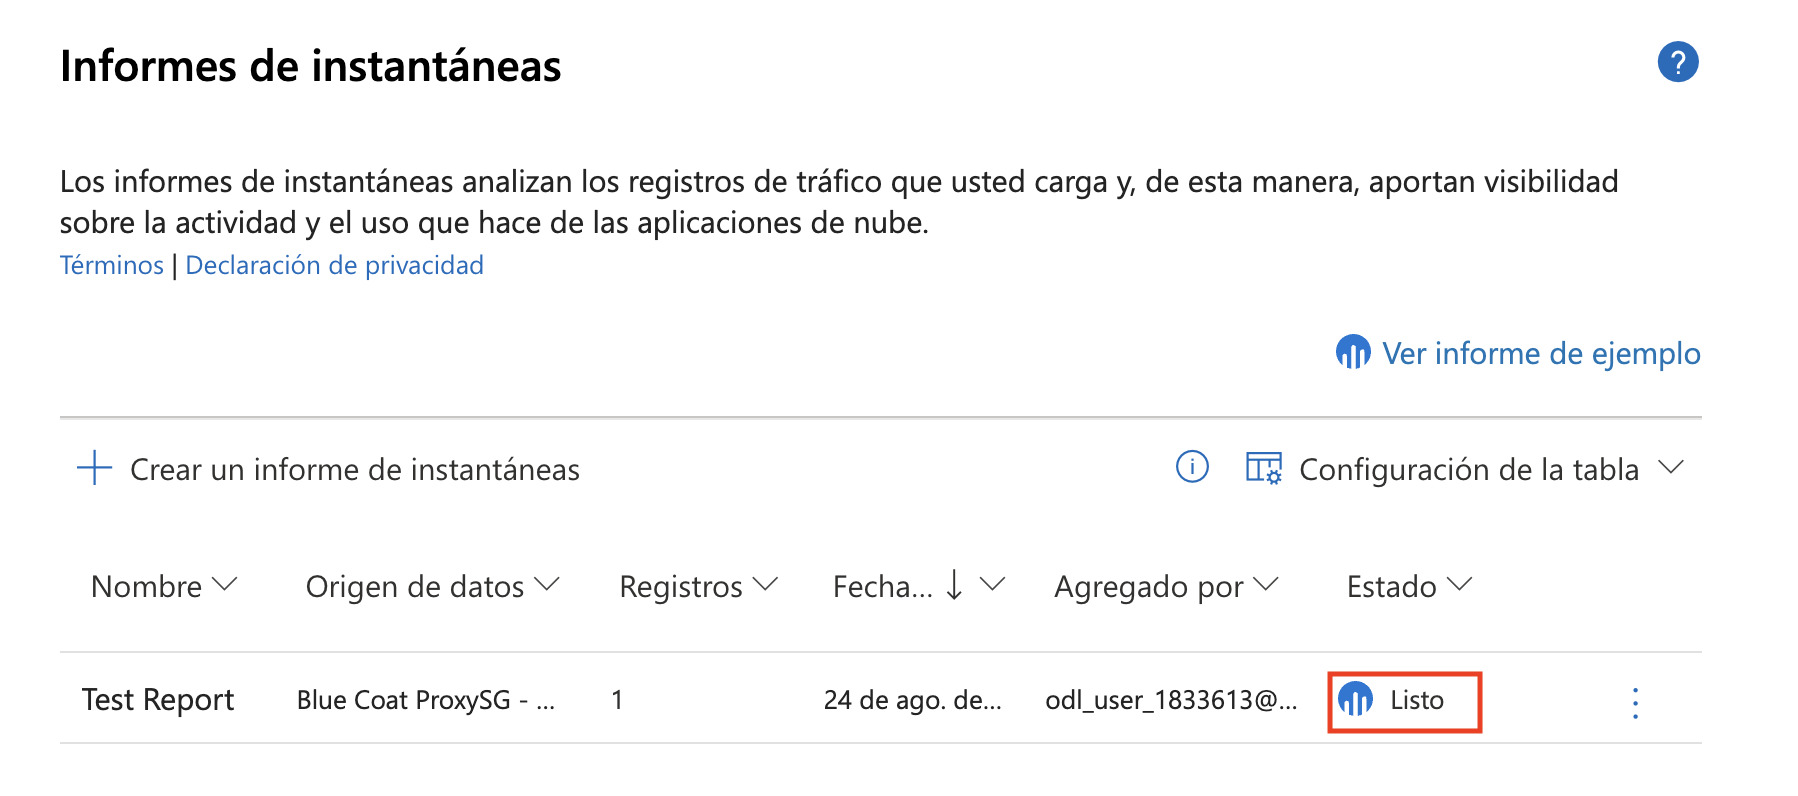 Informes de instantáneas
?
Los informes de instantáneas analizan los registros de tráfico que usted carga y, de esta manera, aportan visibilidad
sobre la actividad y el uso que hace de las aplicaciones de nube.
Términos | Declaración de privacidad
Ver informe de ejemplo
Crear un informe de instantáneas
Configuración de la tabla
Nombre Origen de datos Registros Fecha... Agregado por Estado
Test Report Blue Coat ProxySG - ... 1 24 de ago. de... odl_user_1833613@... Listo